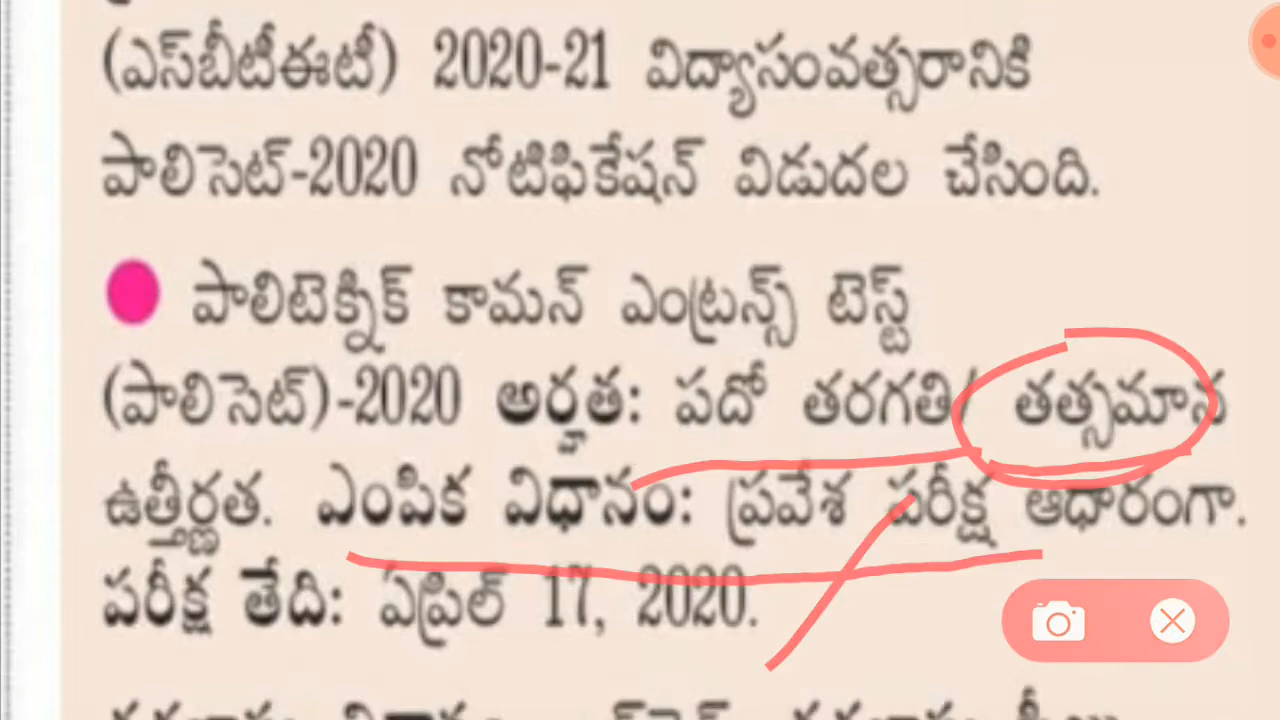 (ఎస్‌బీటీఈటీ) 2020-21 విద్యాసంవత్సరానికి
పాలిసెట్-2020 నోటిఫికేషన్ విడుదల చేసింది.
పాలిటెక్నిక్ కామన్ ఎంట్రన్స్ టెస్ట్
(పాలిసెట్)-2020 అర్హత: పదో తరగతి/ తత్సమాన
ఉత్తీర్ణత. ఎంపిక విధానం: ప్రవేశ పరీక్ష ఆధారంగా.
పరీక్ష తేది: ఏప్రిల్ 17, 2020.